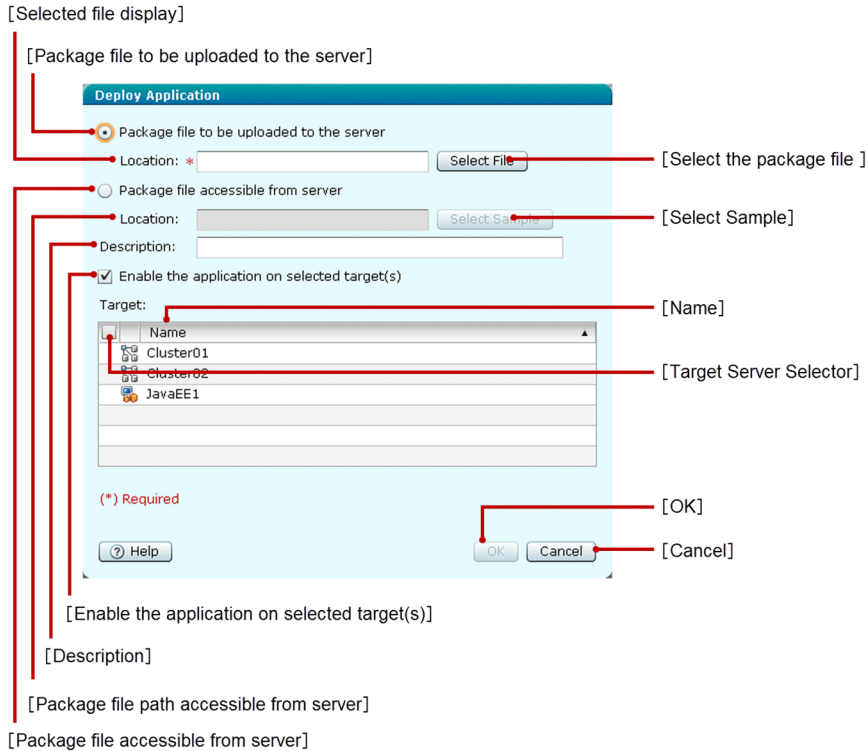 [Selected file display]
[Package file to be uploaded to the server]
Deploy Application
Package file to be uploaded to the server
Location: * Select File [Select the package file ]
Package file accessible from server
Location: Select Sample [Select Sample]
Description:
Enable the application on selected target(s)
Target: [Name]
Name
Cluster01
Cluster02 [Target Server Selector]
JavaEE1
(*) Required
[OK]
Help OK Cancel [Cancel]
[Enable the application on selected target(s)]
[Description]
[Package file path accessible from server]
[Package file accessible from server]